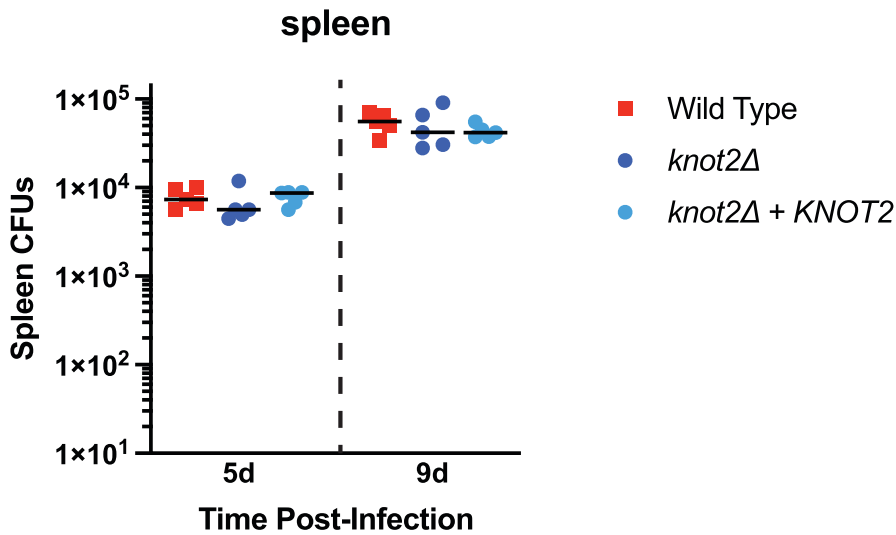 spleen
Spleen CFUs
1×10⁵
1×10⁴
1×10³
1×10²
1×10¹
5d
9d
Time Post-Infection
Wild Type
knot2Δ
knot2Δ + KNOT2